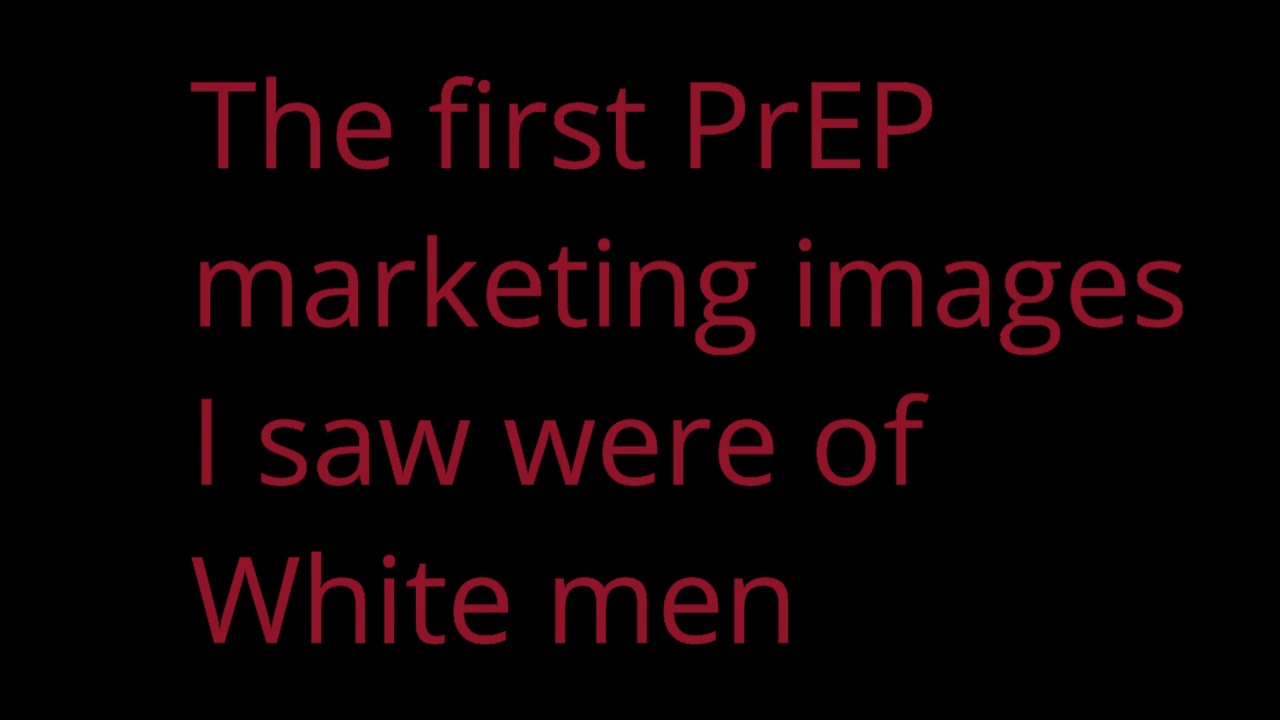 The first PrEP
marketing images
I saw were of
White men